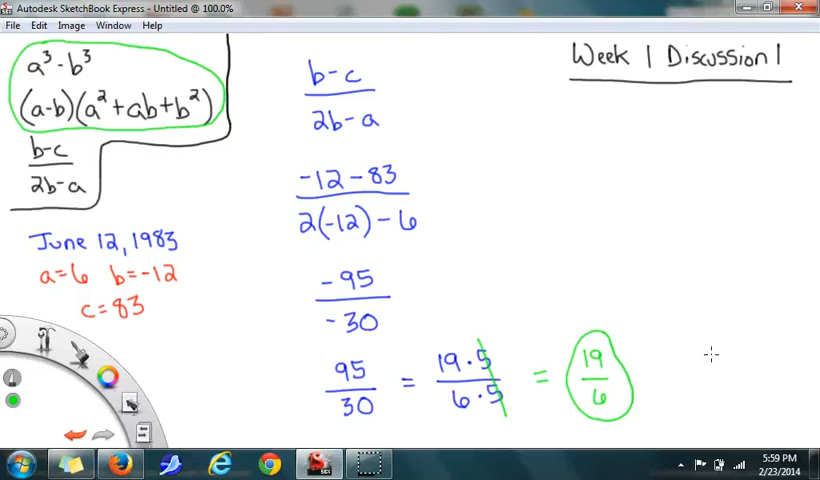 Autodesk SketchBook Express - Untitled @ 100.0%
File Edit Image Window Help
a³-b³
(a-b)(a²+ab+b²)
b-c
2b-a
June 12, 1983
a=6 b=-12
c=83
b-c
2b-a
-12-83
2(-12)-6
-95
-30
95
30
=
19·5
6·5
=
19
6
Week 1 Discussion 1
5:59 PM
2/23/2014